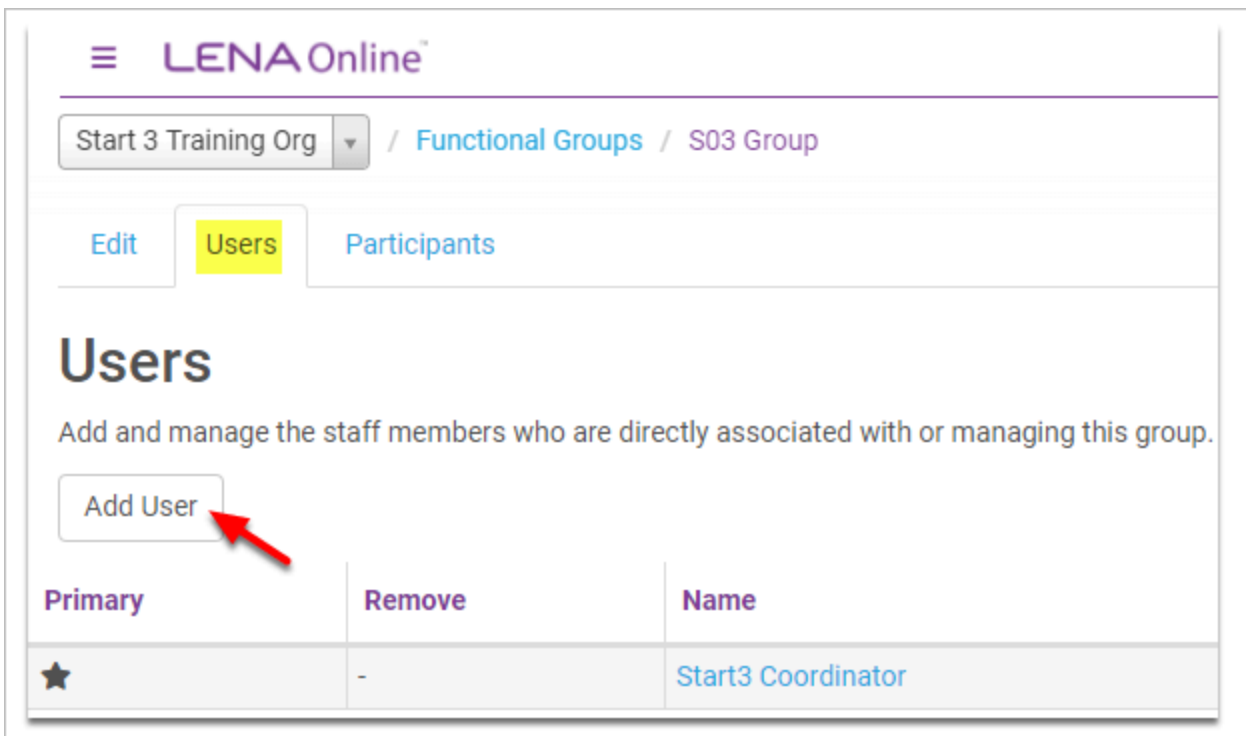 LENA Online™
Start 3 Training Org / Functional Groups / S03 Group
Edit Users Participants
Users
Add and manage the staff members who are directly associated with or managing this group.
Add User
Primary Remove Name
- Start3 Coordinator